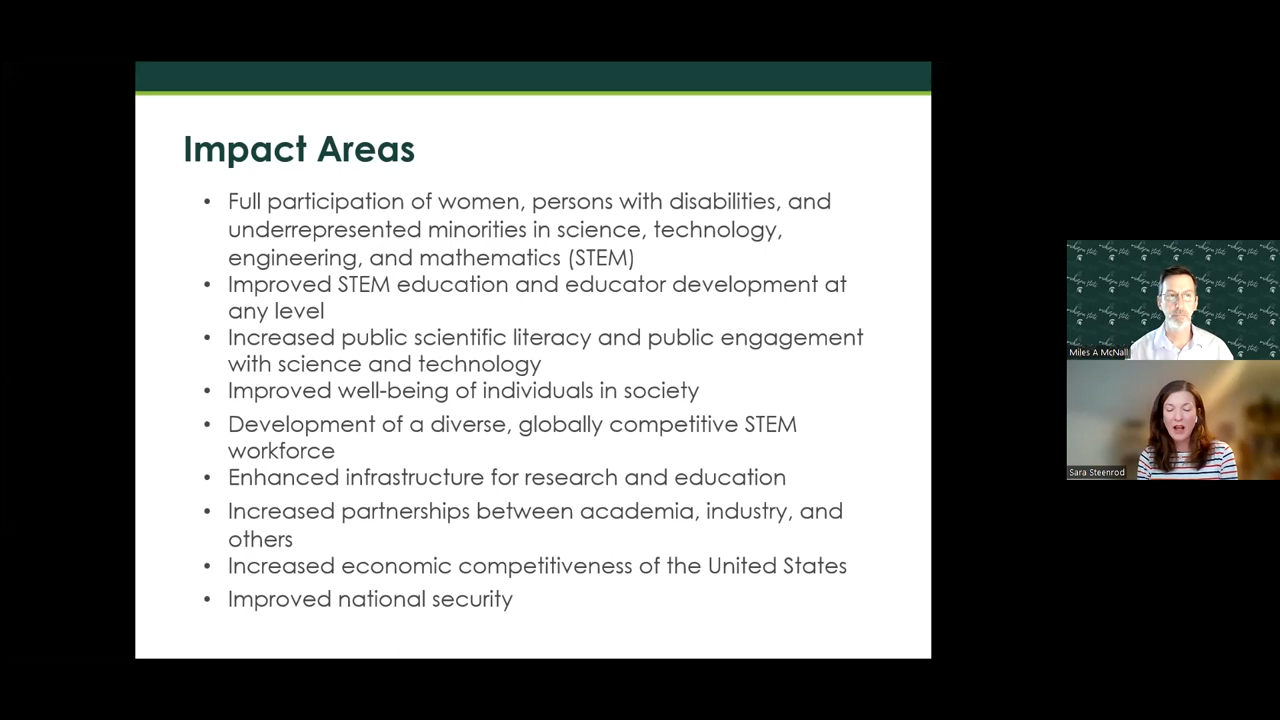 Impact Areas
• Full participation of women, persons with disabilities, and
underrepresented minorities in science, technology,
engineering, and mathematics (STEM)
• Improved STEM education and educator development at
any level
• Increased public scientific literacy and public engagement
with science and technology
• Improved well-being of individuals in society
• Development of a diverse, globally competitive STEM
workforce
• Enhanced infrastructure for research and education
• Increased partnerships between academia, industry, and
others
• Increased economic competitiveness of the United States
• Improved national security
Miles A McNall
Sara Steenrod